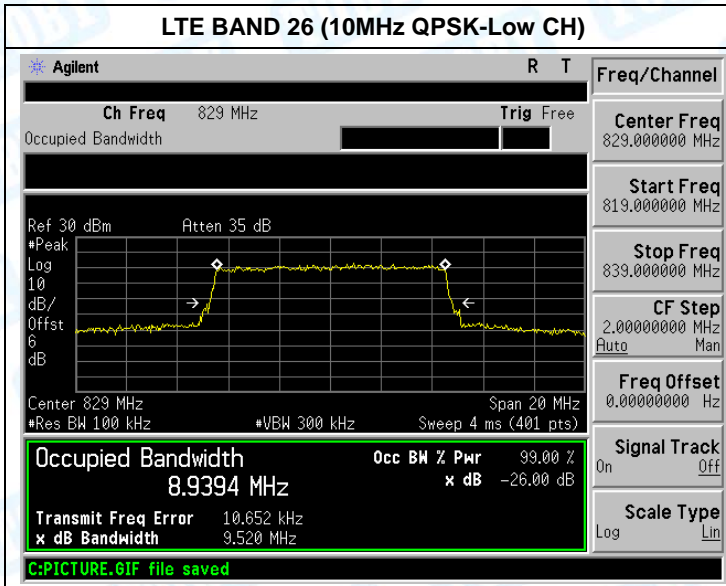 LTE BAND 26 (10MHz QPSK-Low CH)
Agilent R T
Freq/Channel
Ch Freq 829 MHz Trig Free
Occupied Bandwidth
Center Freq
829.000000 MHz
Start Freq
819.000000 MHz
Stop Freq
839.000000 MHz
CF Step
2.00000000 MHz
Auto Man
Freq Offset
0.00000000 Hz
Signal Track
On Off
Scale Type
Log Lin
Ref 30 dBm Atten 35 dB
#Peak
Log
10
dB/
Offst
6
dB
Center 829 MHz Span 20 MHz
#Res BW 100 kHz #VBW 300 kHz Sweep 4 ms (401 pts)
Occupied Bandwidth Occ BW % Pwr 99.00 %
8.9394 MHz x dB -26.00 dB
Transmit Freq Error 10.652 kHz
x dB Bandwidth 9.520 MHz
C:PICTURE.GIF file saved